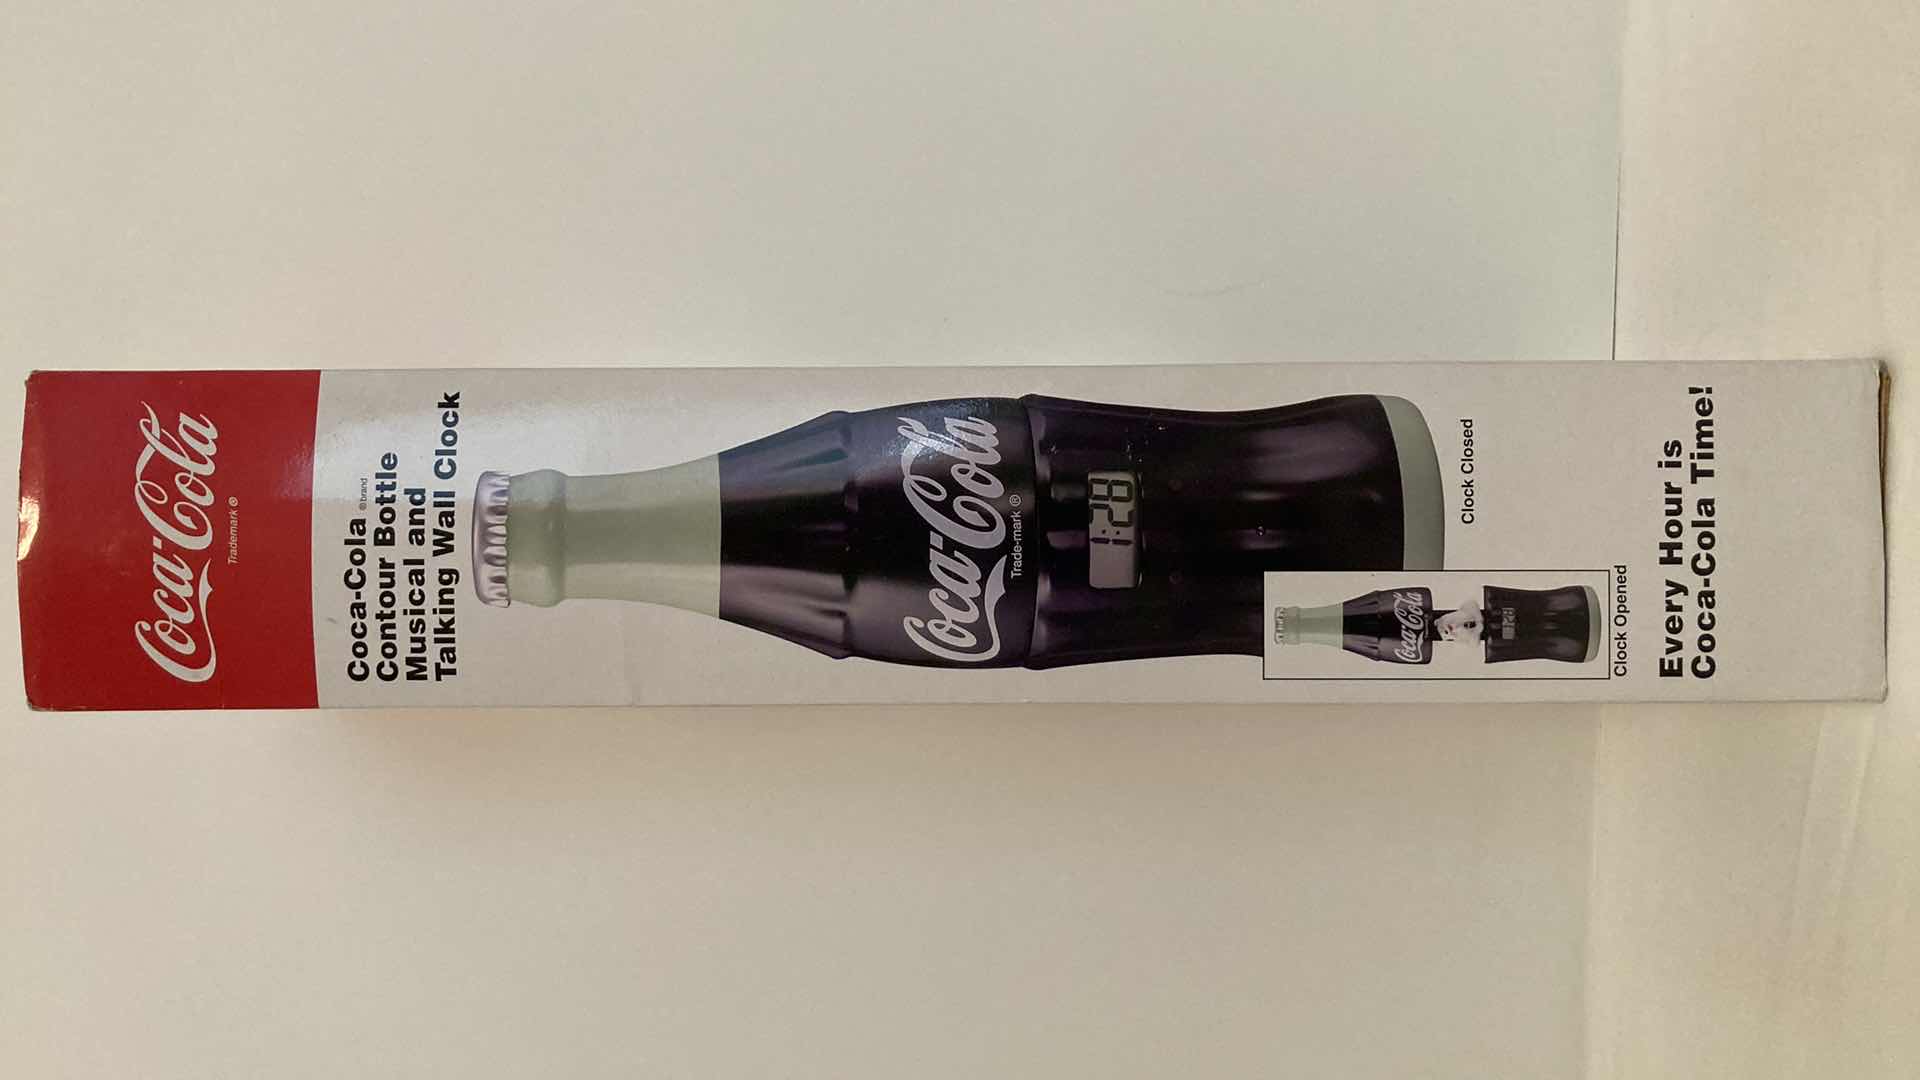 Coca-Cola
Trademark ®
Coca-Cola ® brand
Contour Bottle
Musical and
Talking Wall Clock
Coca-Cola
Trade-mark ®
1:28
Clock Closed
Coca-Cola
Clock Opened
Every Hour is
Coca-Cola Time!